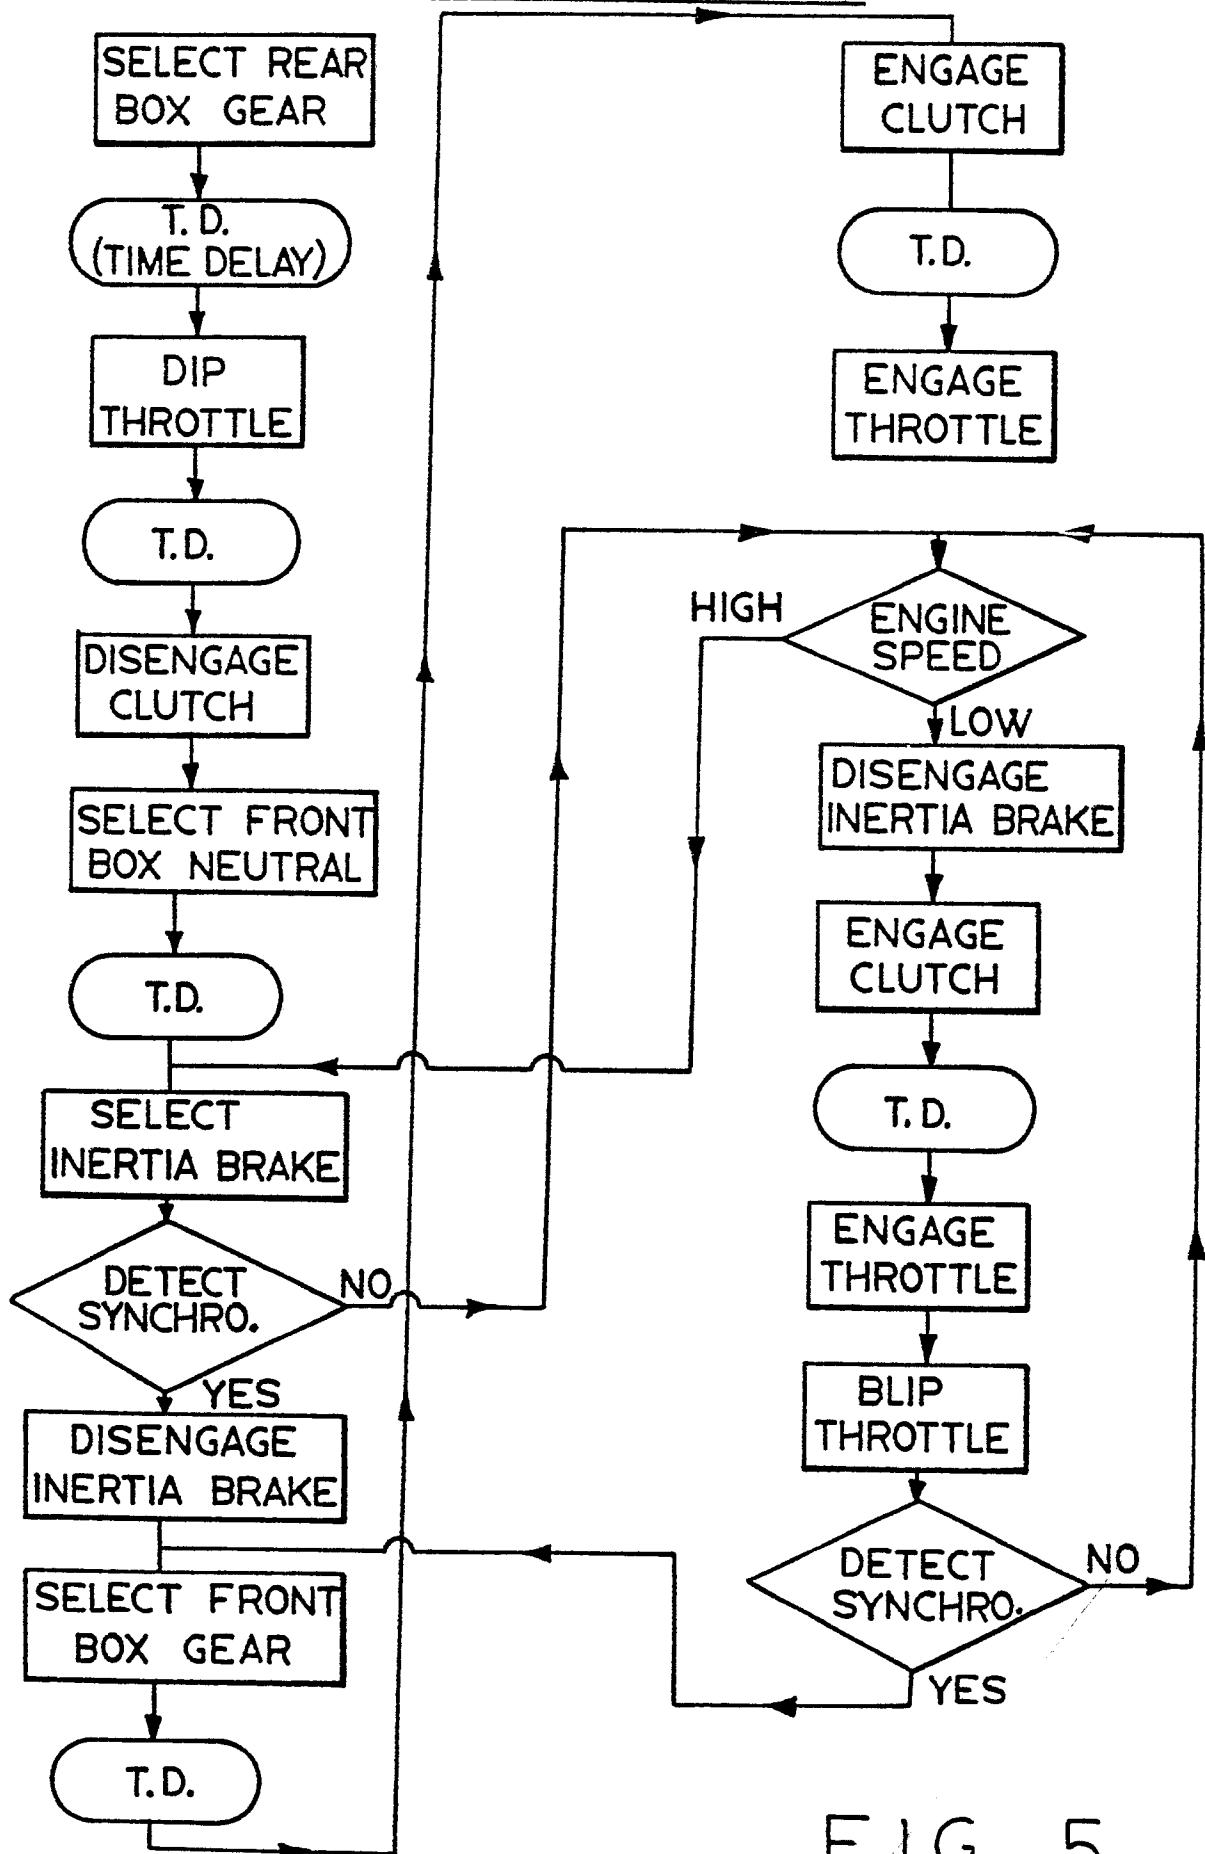 SELECT REAR
BOX GEAR
T.D.
(TIME DELAY)
DIP
THROTTLE
T.D.
DISENGAGE
CLUTCH
SELECT FRONT
BOX NEUTRAL
T.D.
SELECT
INERTIA BRAKE
DETECT
SYNCHRO.
NO
YES
DISENGAGE
INERTIA BRAKE
SELECT FRONT
BOX GEAR
T.D.
ENGAGE
CLUTCH
T.D.
ENGAGE
THROTTLE
ENGINE
SPEED
HIGH
LOW
DISENGAGE
INERTIA BRAKE
ENGAGE
CLUTCH
T.D.
ENGAGE
THROTTLE
BLIP
THROTTLE
DETECT
SYNCHRO.
NO
YES
FIG 5